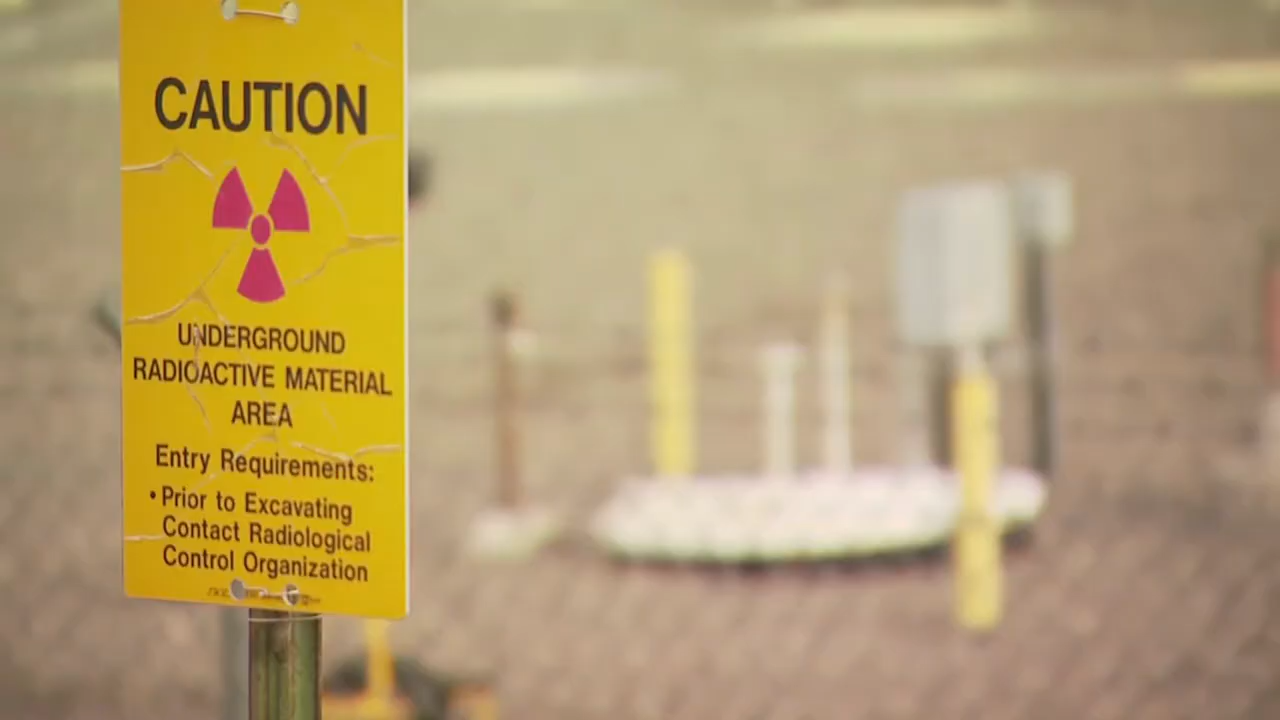 CAUTION
UNDERGROUND
RADIOACTIVE MATERIAL
AREA
Entry Requirements:
• Prior to Excavating
Contact Radiological
Control Organization